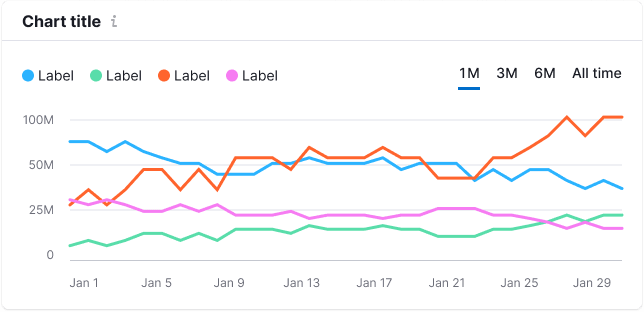 Chart title i
Label Label Label Label 1M 3M 6M All time
100M
50M
25M
0
Jan 1 Jan 5 Jan 9 Jan 13 Jan 17 Jan 21 Jan 25 Jan 29